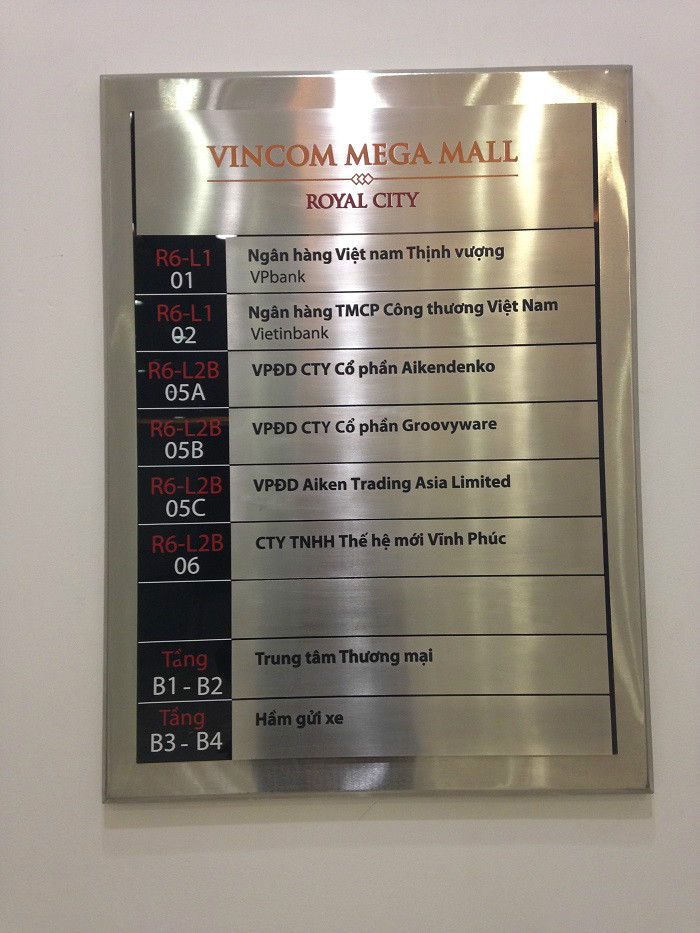 VINCOM MEGA MALL
ROYAL CITY
R6-L1
01
Ngân hàng Việt nam Thịnh vượng
VPbank
R6-L1
02
Ngân hàng TMCP Công thương Việt Nam
Vietinbank
R6-L2B
05A
VPĐD CTY Cổ phần Aikendenko
R6-L2B
05B
VPĐD CTY Cổ phần Groovyware
R6-L2B
05C
VPĐD Aiken Trading Asia Limited
R6-L2B
06
CTY TNHH Thế hệ mới Vĩnh Phúc
Tầng
B1 - B2
Trung tâm Thương mại
Tầng
B3 - B4
Hầm gửi xe